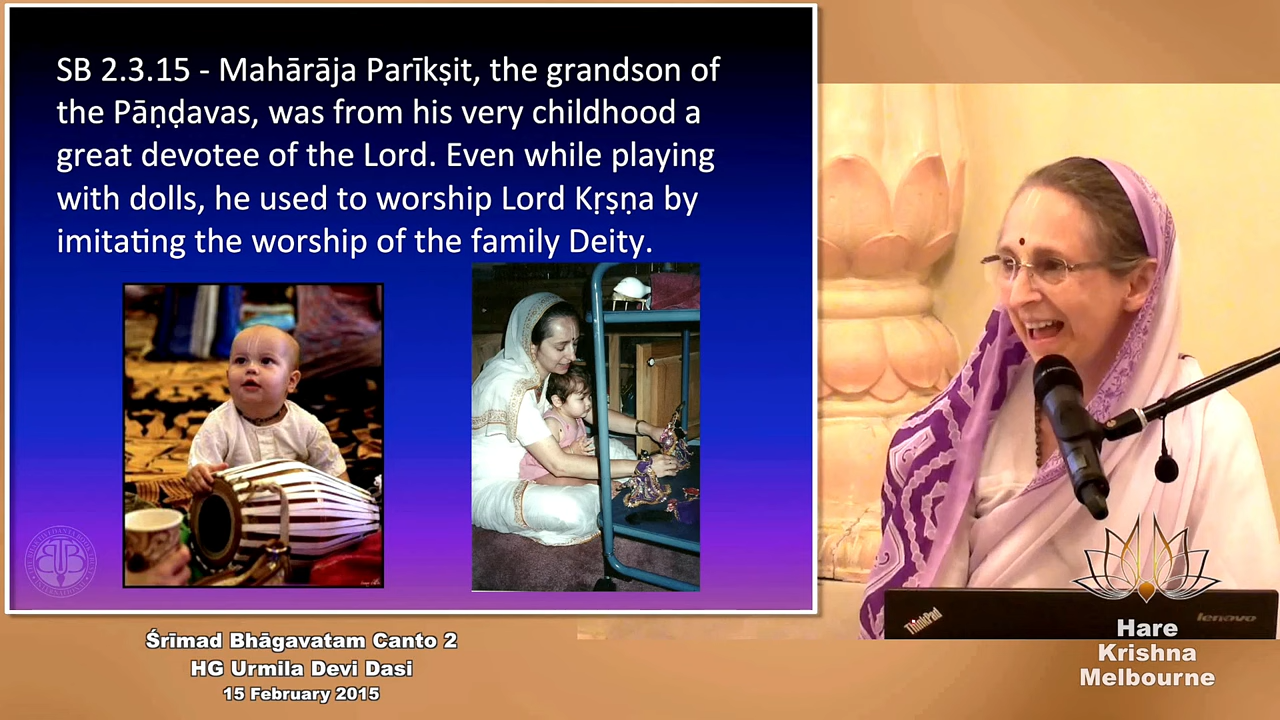 SB 2.3.15 - Mahārāja Parīkṣit, the grandson of
the Pāṇḍavas, was from his very childhood a
great devotee of the Lord. Even while playing
with dolls, he used to worship Lord Kṛṣṇa by
imitating the worship of the family Deity.
Śrīmad Bhāgavatam Canto 2
HG Urmila Devi Dasi
15 February 2015
ThinkPad
lenovo
Hare
Krishna
Melbourne